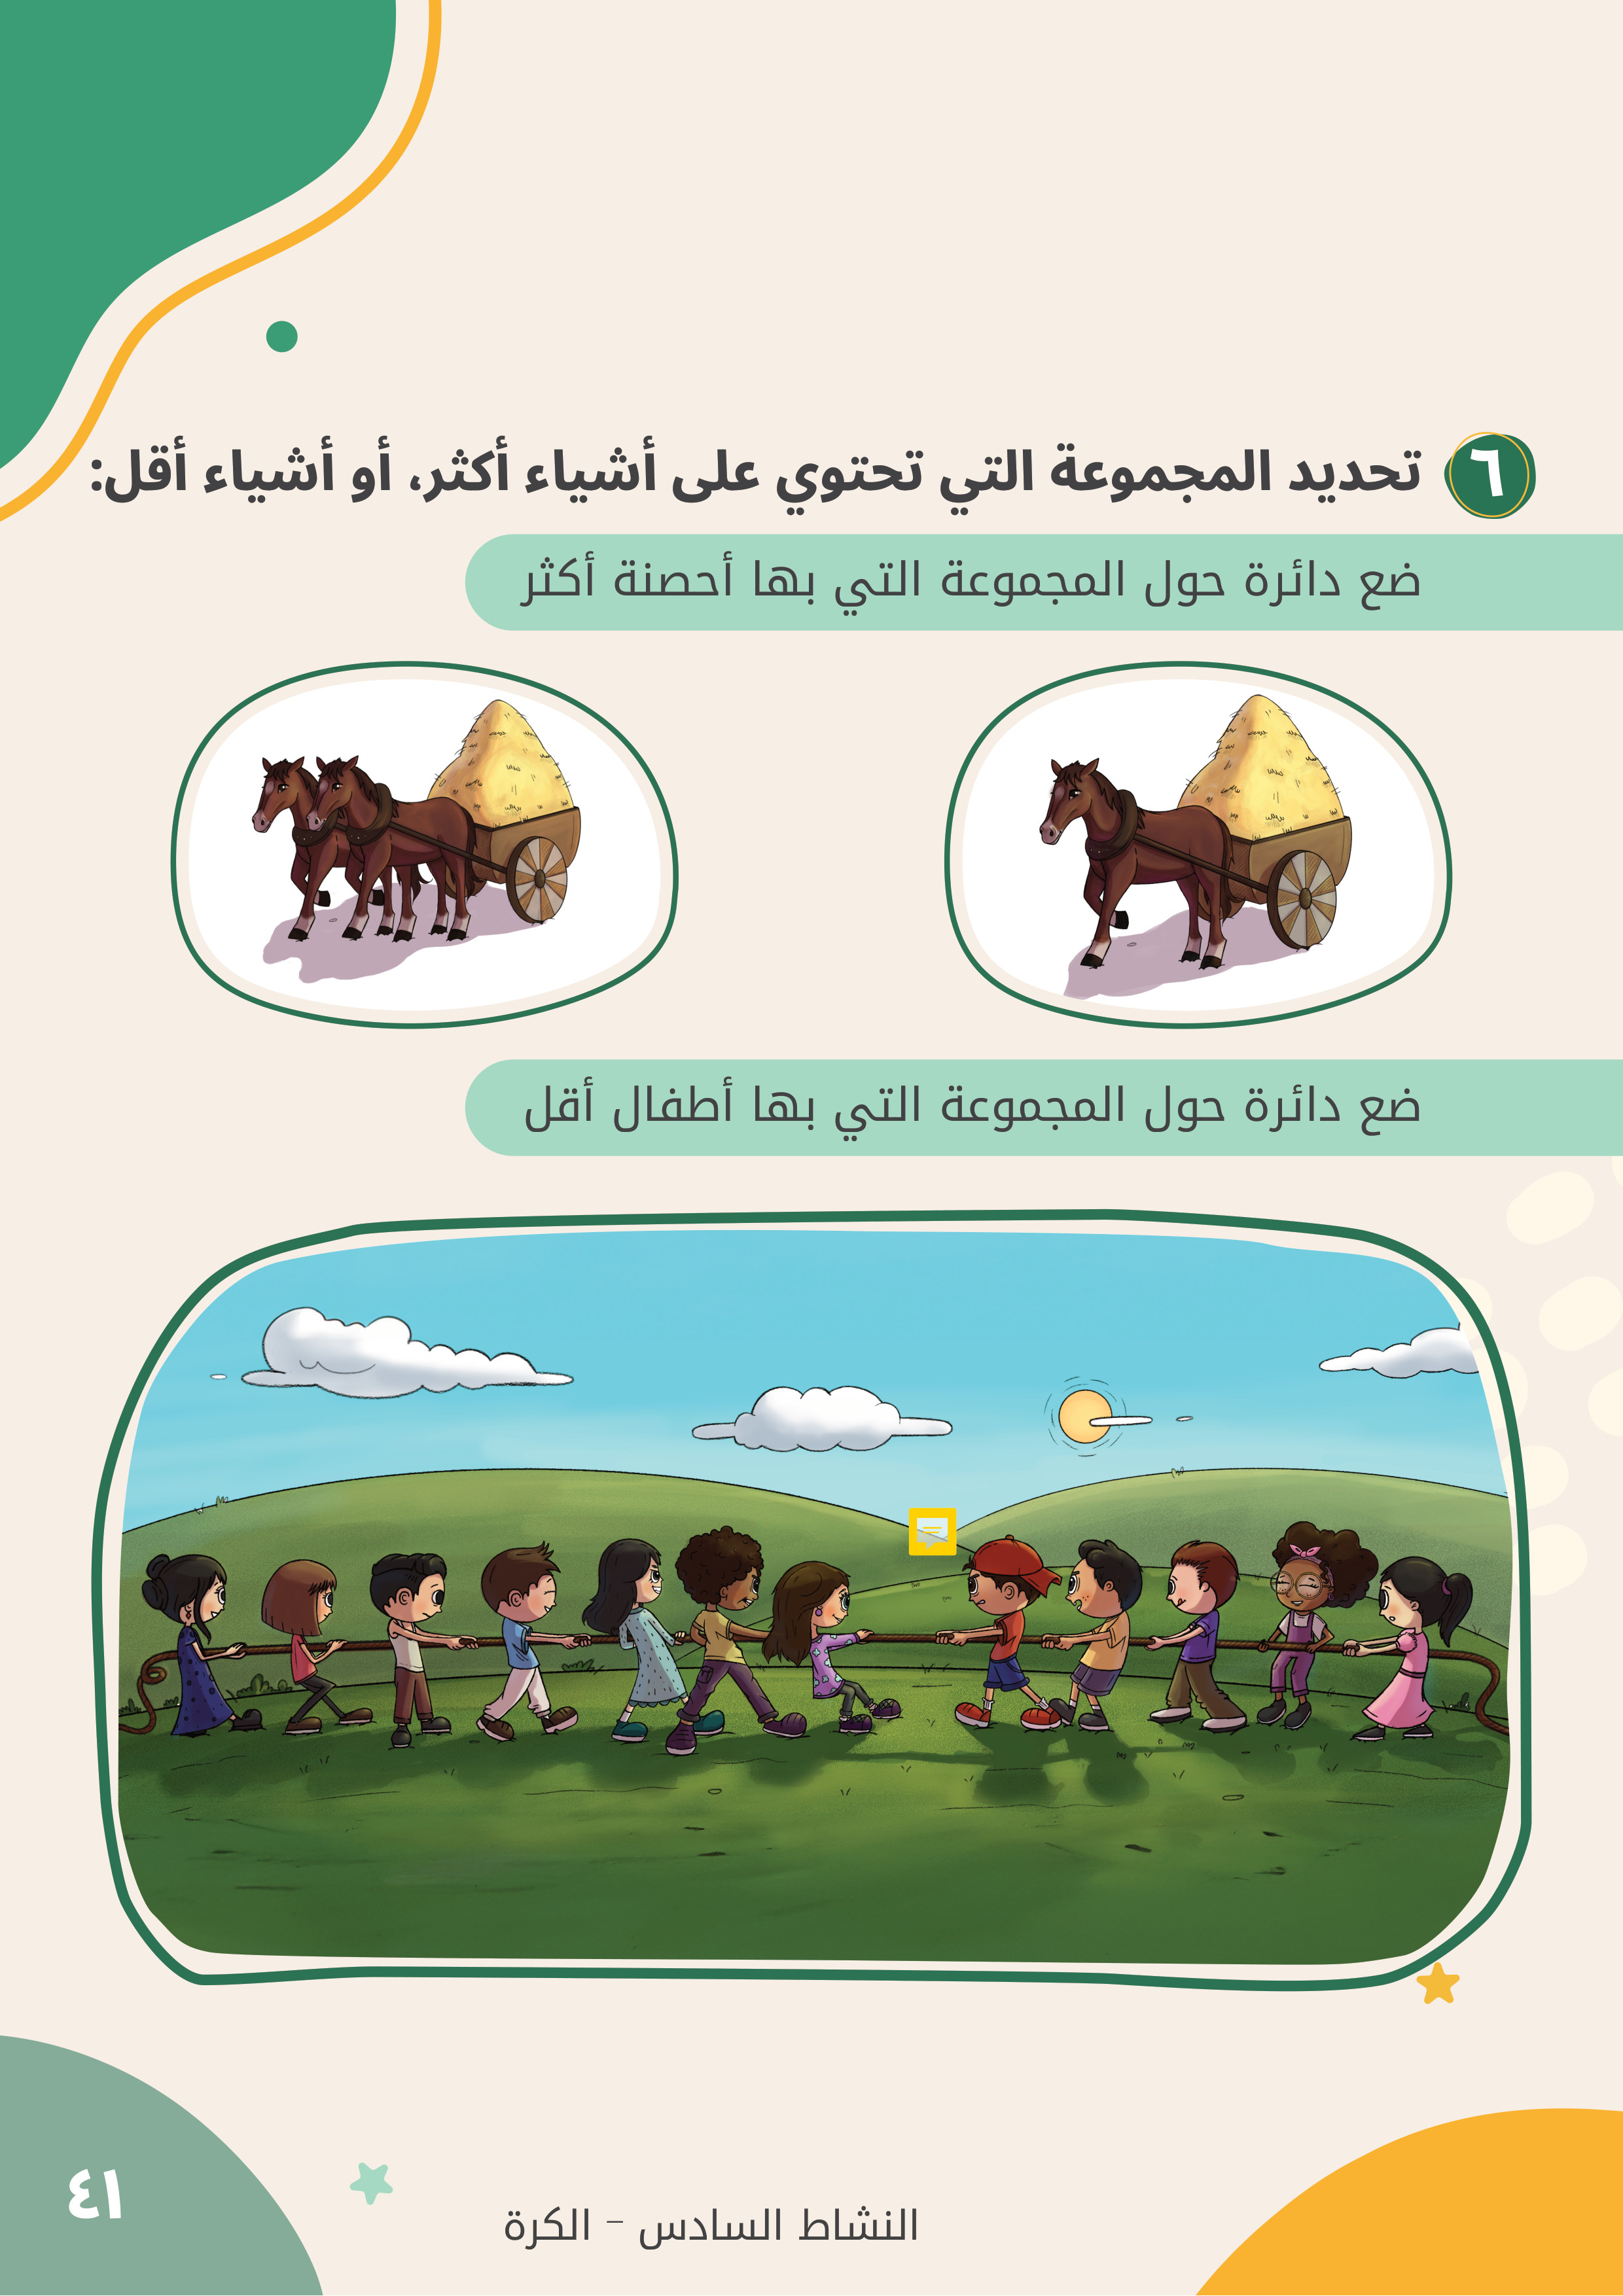 ٦ تحديد المجموعة التي تحتوي على أشياء أكثر، أو أشياء أقل:
ضع دائرة حول المجموعة التي بها أحصنة أكثر
ضع دائرة حول المجموعة التي بها أطفال أقل
النشاط السادس – الكرة
٤١